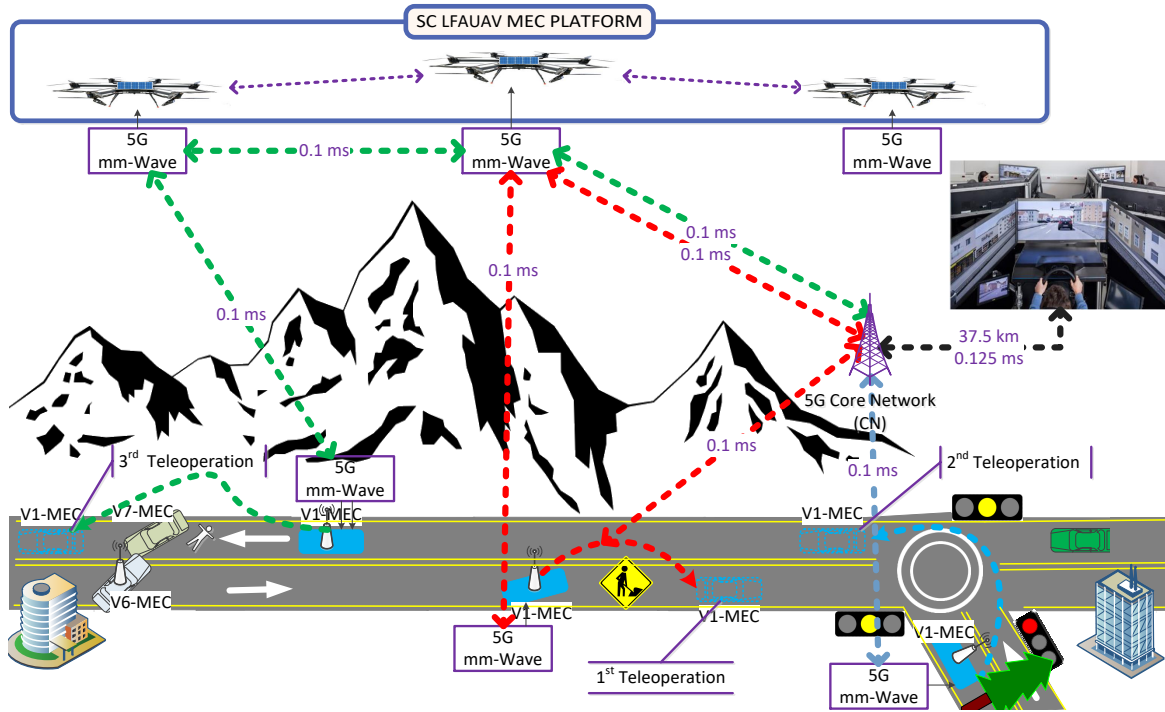 SC LFAUAV MEC PLATFORM
5G
mm-Wave
5G
mm-Wave
5G
mm-Wave
0.1 ms
0.1 ms
0.1 ms
0.1 ms
0.1 ms
37.5 km
0.125 ms
5G Core Network
(CN)
0.1 ms
0.1 ms
3rd Teleoperation
5G
mm-Wave
2nd Teleoperation
V1-MEC
V7-MEC
V1-MEC
V1-MEC
V6-MEC
V1-MEC
V1-MEC
V1-MEC
5G
mm-Wave
1st Teleoperation
5G
mm-Wave